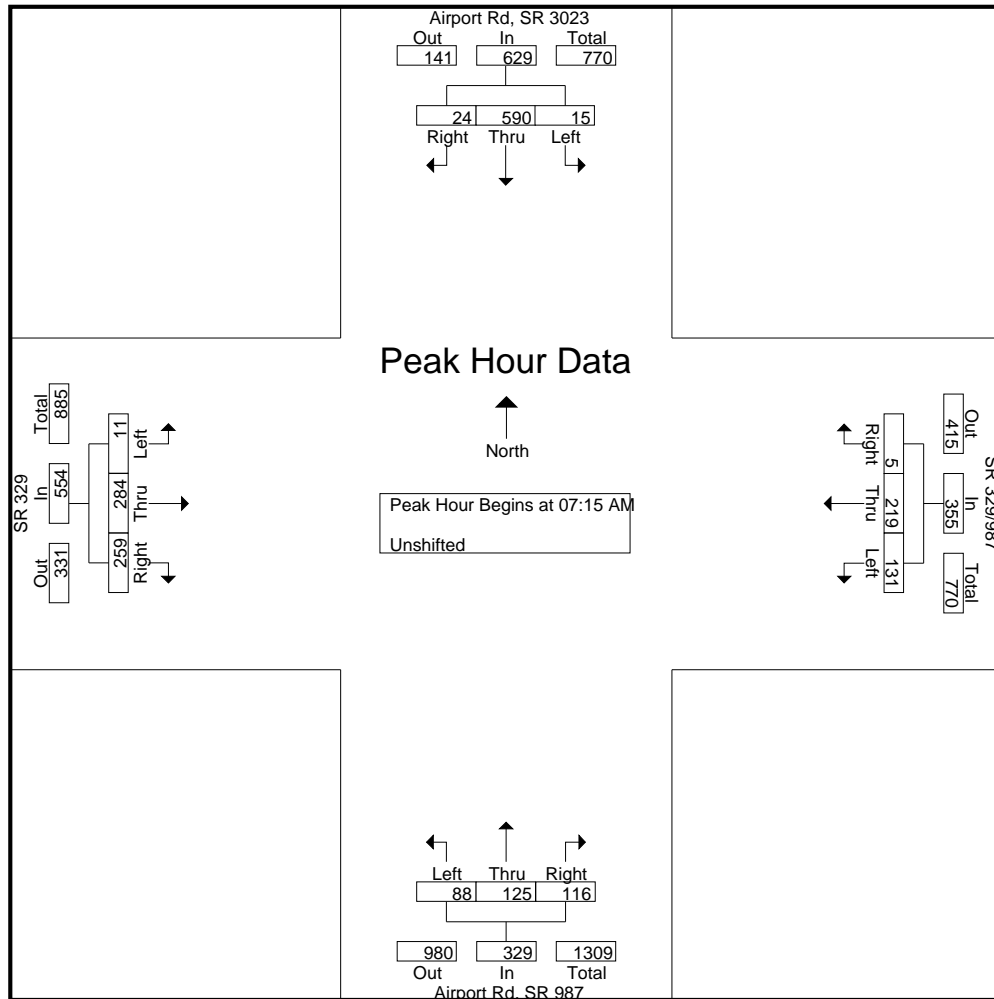 Airport Rd, SR 3023
Out In Total
141 629 770
24 590 15
Right Thru Left
Peak Hour Data
North
Peak Hour Begins at 07:15 AM
Unshifted
SR 329
Out In Total
331 554 885
259 284 11
Right Thru Left
SR 329/987
Out In Total
415 355 770
5 219 131
Right Thru Left
Left Thru Right
88 125 116
980 329 1309
Out In Total
Airport Rd, SR 987